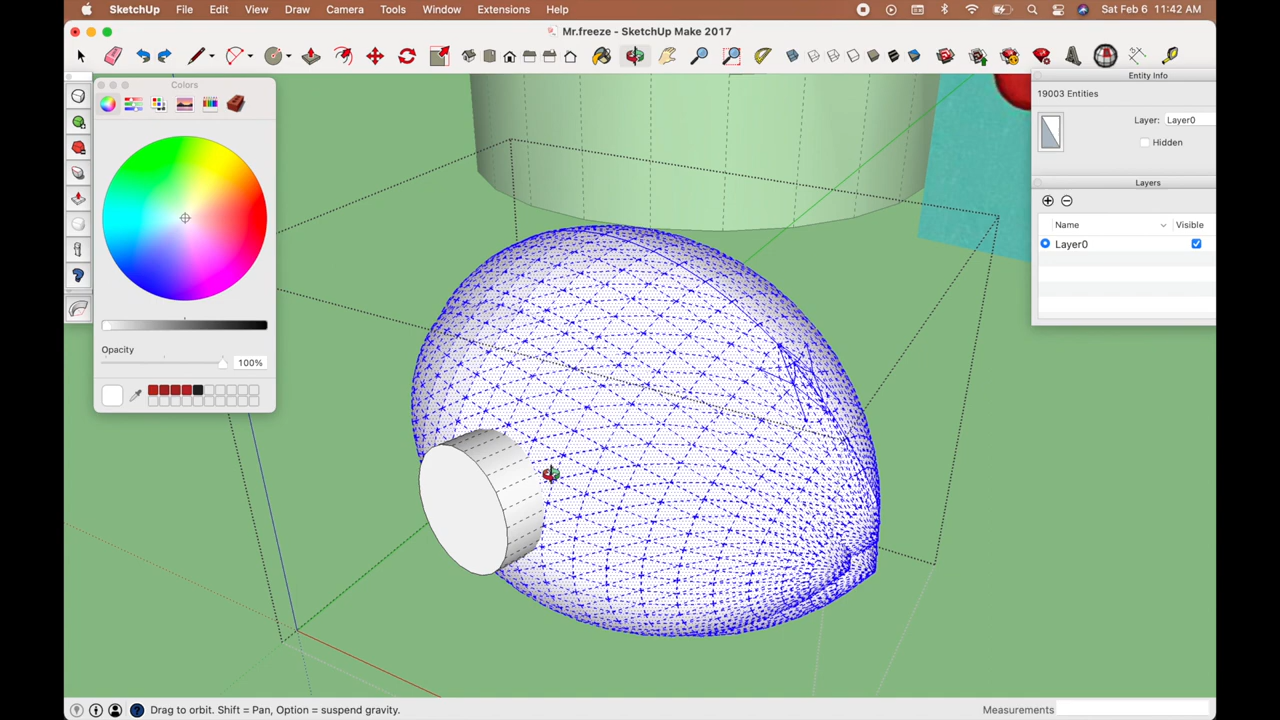 SketchUp File Edit View Draw Camera Tools Window Extensions Help Sat Feb 6 11:42 AM
Mr.freeze - SketchUp Make 2017
Colors
Entity Info
19003 Entities
Layer: Layer0
Hidden
Layers
Name Visible
Layer0
Opacity
100%
Drag to orbit. Shift = Pan, Option = suspend gravity.
Measurements